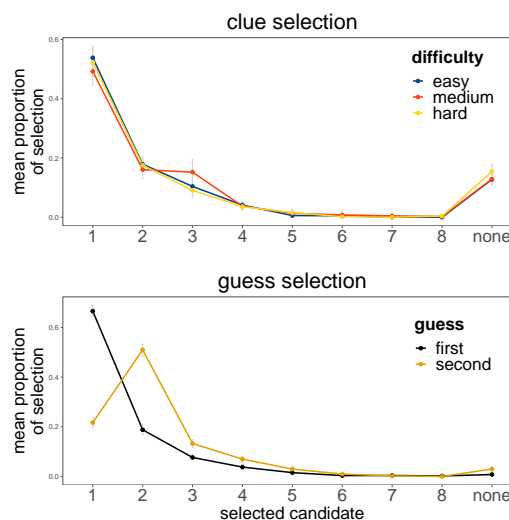 clue selection
mean proportion
of selection
0.6
0.4
0.2
0.0
difficulty
easy
medium
hard
1 2 3 4 5 6 7 8 none
guess selection
mean proportion
of selection
0.6
0.4
0.2
0.0
guess
first
second
1 2 3 4 5 6 7 8 none
selected candidate